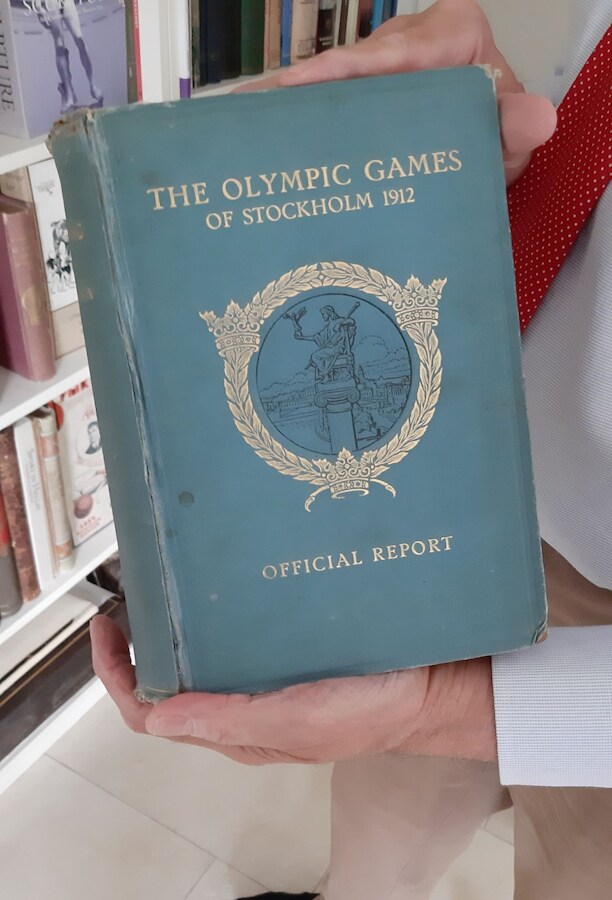 THE OLYMPIC GAMES
OF STOCKHOLM 1912
OFFICIAL REPORT